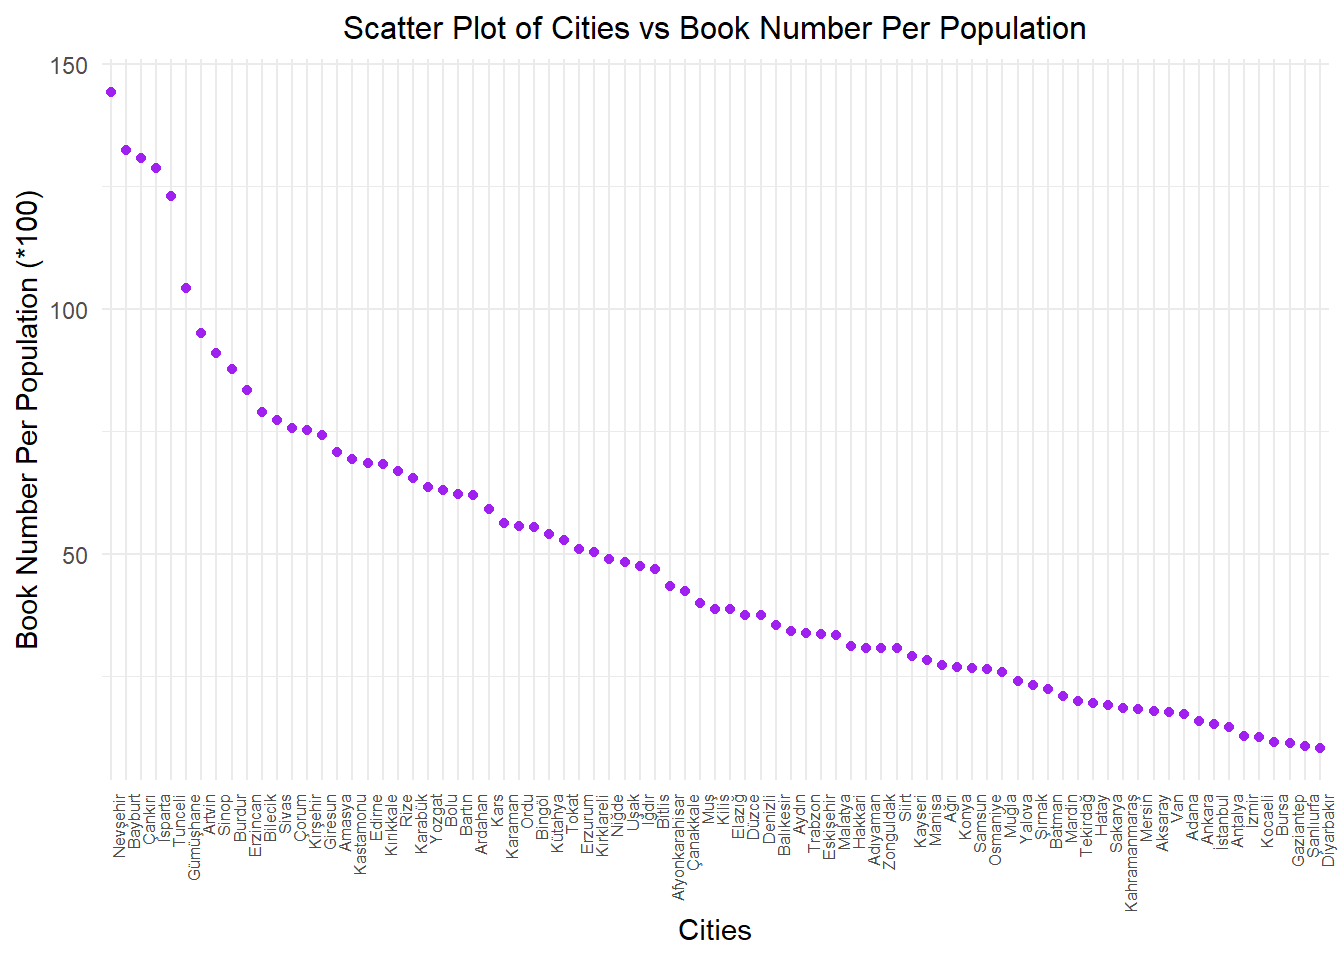 Scatter Plot of Cities vs Book Number Per Population
Book Number Per Population (*100)
150
100
50
Nevşehir
Bayburt
Çankırı
Isparta
Tunceli
Gümüşhane
Artvin
Sinop
Burdur
Erzincan
Bilecik
Sivas
Çorum
Kırşehir
Giresun
Amasya
Kastamonu
Edirne
Kırıkkale
Rize
Karabük
Yozgat
Bolu
Bartın
Ardahan
Kars
Karaman
Ordu
Bingöl
Kütahya
Tokat
Erzurum
Kırklareli
Niğde
Uşak
Iğdır
Bitlis
Afyonkarahisar
Çanakkale
Muş
Kilis
Elazığ
Düzce
Denizli
Balıkesir
Aydın
Trabzon
Eskişehir
Malatya
Hakkari
Adıyaman
Zonguldak
Siirt
Kayseri
Manisa
Ağrı
Konya
Samsun
Osmaniye
Muğla
Yalova
Şırnak
Batman
Mardin
Tekirdağ
Hatay
Sakarya
Kahramanmaraş
Mersin
Aksaray
Van
Adana
Ankara
İstanbul
Antalya
İzmir
Kocaeli
Bursa
Gaziantep
Şanlıurfa
Diyarbakır
Cities